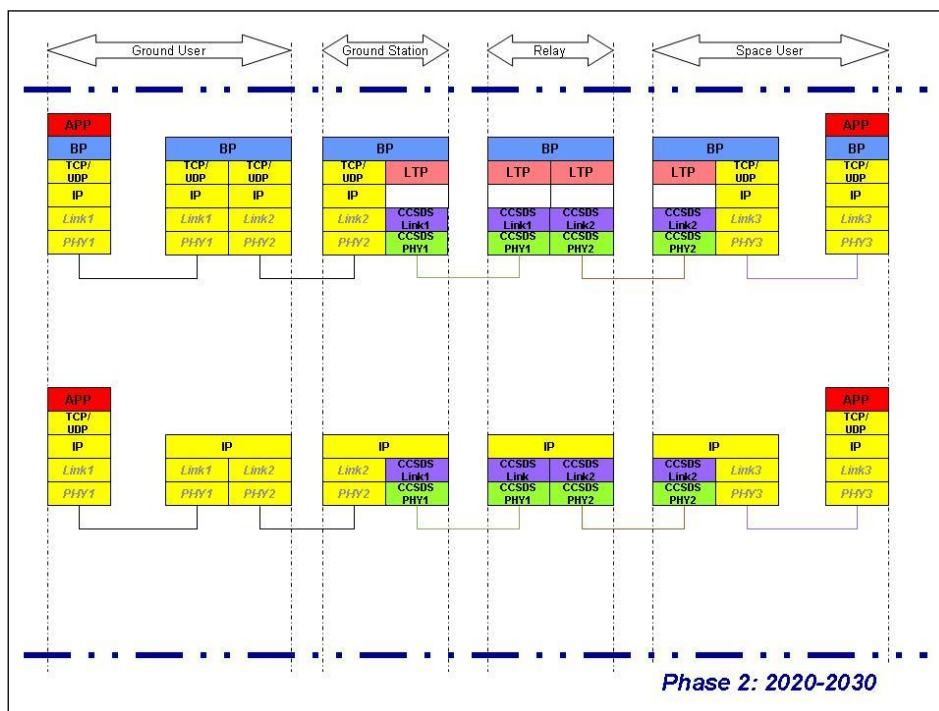 Ground User Ground Station Relay Space User
APP APP
BP BP BP BP BP BP
TCP/ TCP/ TCP/ TCP/ TCP/ TCP/
UDP UDP UDP UDP LTP LTP LTP LTP UDP UDP
IP IP IP IP IP IP
Link1 Link1 Link2 Link2 CCSDS Link1 CCSDS Link1 CCSDS Link2 CCSDS Link2 Link3 Link3
PHY1 PHY1 PHY2 PHY2 CCSDS PHY1 CCSDS PHY1 CCSDS PHY2 CCSDS PHY2 PHY3 PHY3
APP APP
TCP/ TCP/
UDP UDP
IP IP IP IP IP IP
Link1 Link1 Link2 Link2 CCSDS Link1 CCSDS Link CCSDS Link2 CCSDS Link2 Link3 Link3
PHY1 PHY1 PHY2 PHY2 CCSDS PHY1 CCSDS PHY1 CCSDS PHY2 CCSDS PHY2 PHY3 PHY3
Phase 2: 2020-2030